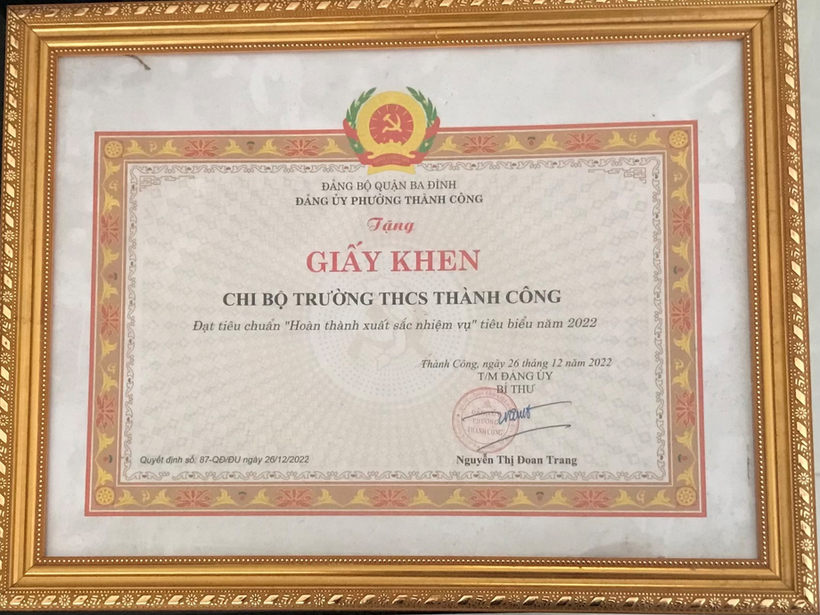 ĐẢNG BỘ QUẬN BA ĐÌNH
ĐẢNG ỦY PHƯỜNG THÀNH CÔNG
Tặng
GIẤY KHEN
CHI BỘ TRƯỜNG THCS THÀNH CÔNG
Đạt tiêu chuẩn "Hoàn thành xuất sắc nhiệm vụ" tiêu biểu năm 2022
Thành Công, ngày 26 tháng 12 năm 2022
T/M ĐẢNG ỦY
BÍ THƯ
THÀNH CÔNG
Quyết định số: 87-QĐ/ĐU ngày 26/12/2022
Nguyễn Thị Đoan Trang